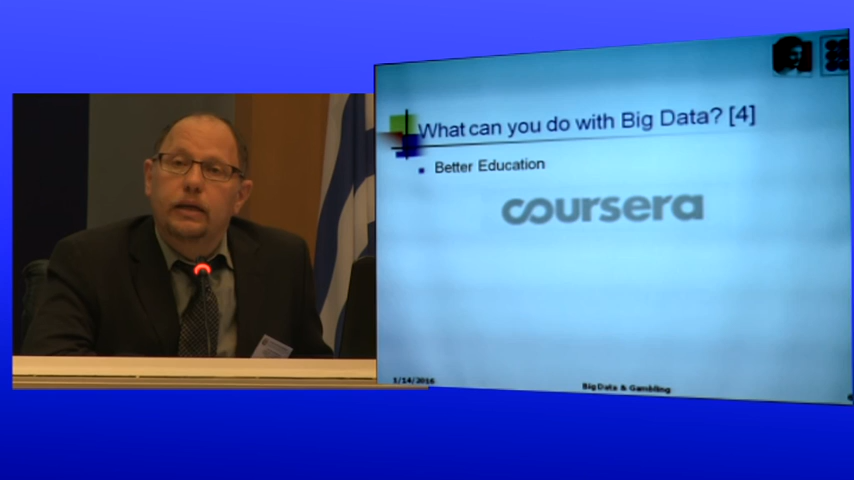 What can you do with Big Data? [4]
Better Education
coursera
1/14/2016
Big Data & Gambling